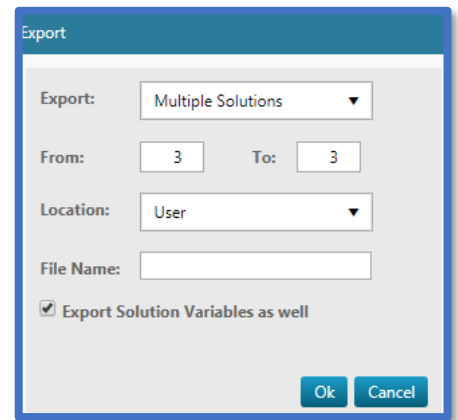 Export
Export: Multiple Solutions
From: 3 To: 3
Location: User
File Name:
Export Solution Variables as well
Ok Cancel